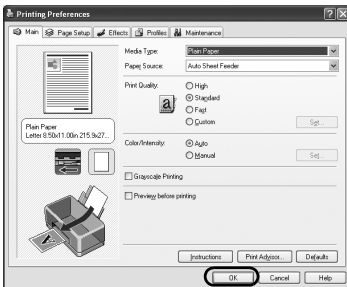 Printing Preferences
Main Page Setup Effects Profiles Maintenance
Media Type: Plain Paper
Paper Source: Auto Sheet Feeder
Print Quality: High
Standard
Fast
Custom Set...
Plain Paper
Letter 8.50x11.00in 215.9x27...
Color/Intensity: Auto
Manual Set...
Grayscale Printing
Preview before printing
Instructions Print Advisor... Defaults
OK Cancel Help